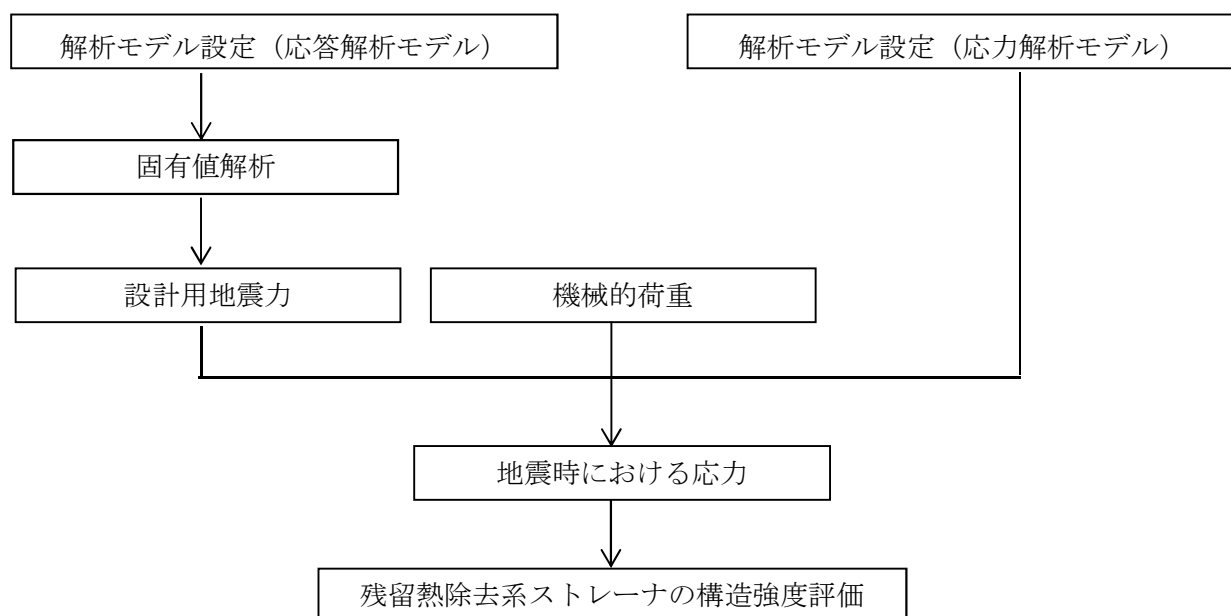 解析モデル設定（応答解析モデル）
解析モデル設定（応力解析モデル）
固有値解析
設計用地震力
機械的荷重
地震時における応力
残留熱除去系ストレーナの構造強度評価